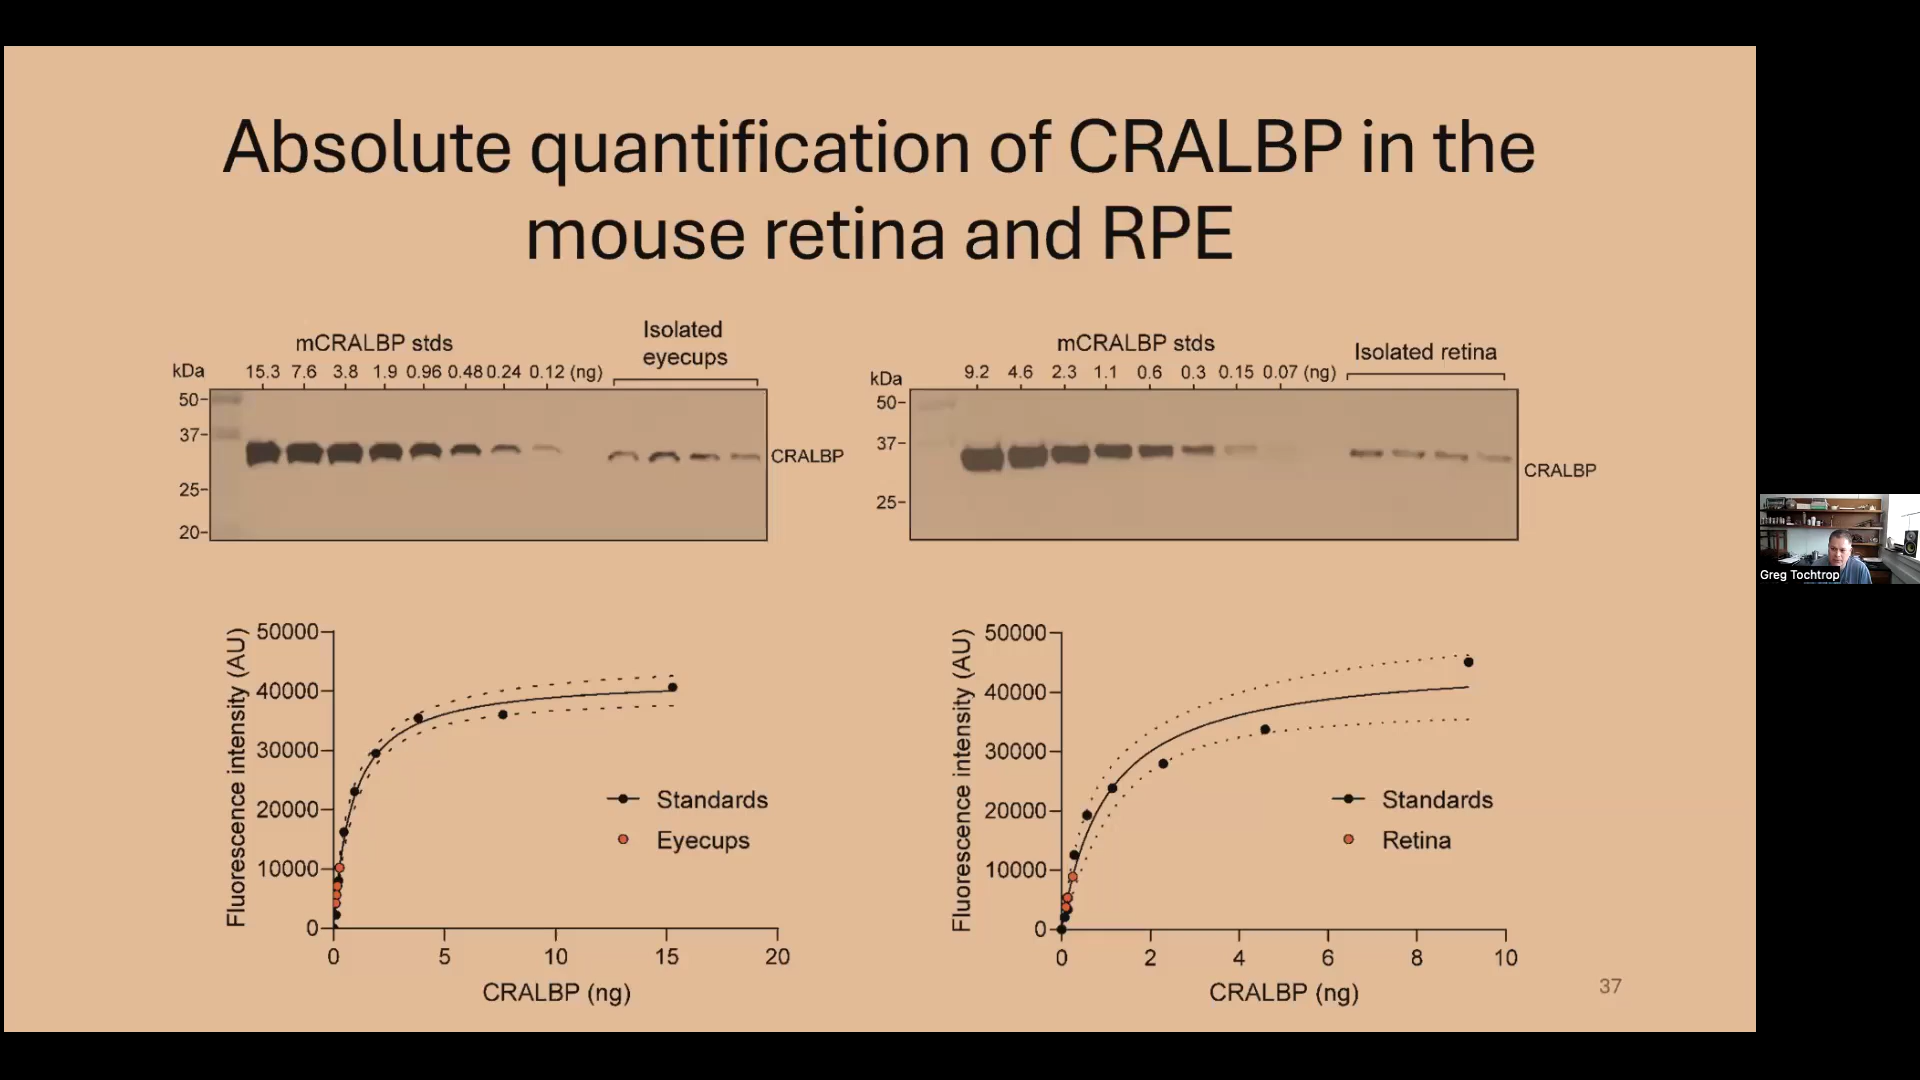 Absolute quantification of CRALBP in the
mouse retina and RPE
mCRALBP stds
Isolated
eyecups
kDa
15.3 7.6 3.8 1.9 0.96 0.48 0.24 0.12 (ng)
50
37
25
20
CRALBP
mCRALBP stds
Isolated retina
kDa
9.2 4.6 2.3 1.1 0.6 0.3 0.15 0.07 (ng)
50
37
25
CRALBP
Fluorescence intensity (AU)
50000
40000
30000
20000
10000
0
0 5 10 15 20
CRALBP (ng)
Standards
Eyecups
Fluorescence intensity (AU)
50000
40000
30000
20000
10000
0
0 2 4 6 8 10
CRALBP (ng)
Standards
Retina
37
Greg Tochtrop